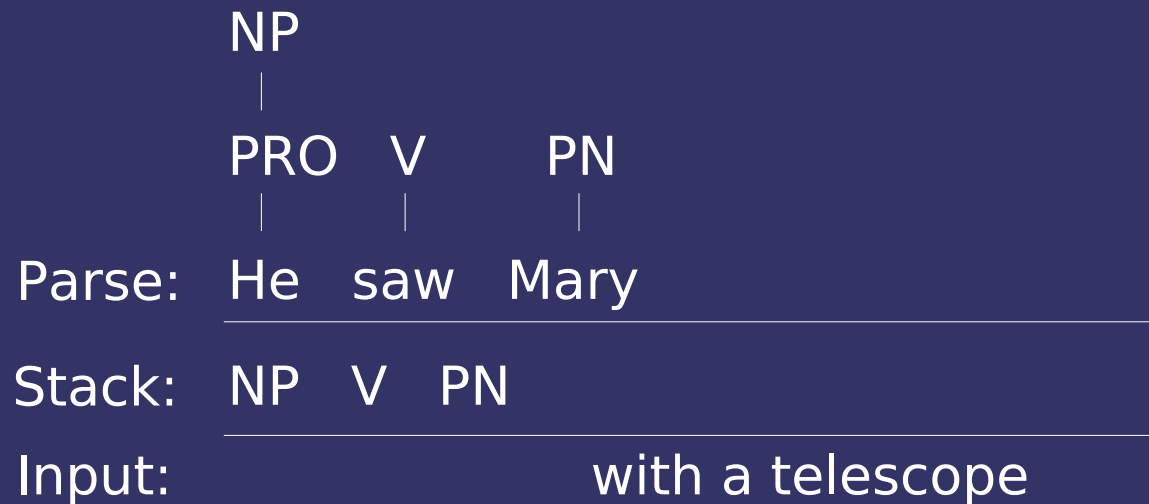 NP
PRO V PN
Parse: He saw Mary
Stack: NP V PN
Input: with a telescope